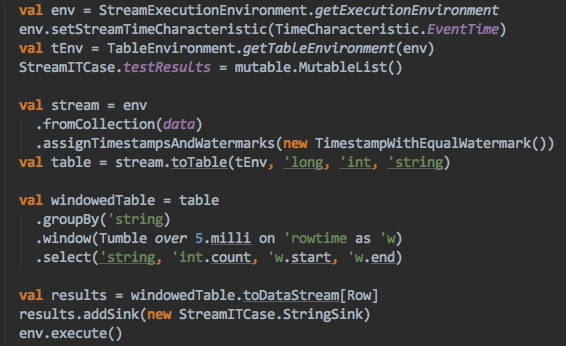 val env = StreamExecutionEnvironment.getExecutionEnvironment
env.setStreamTimeCharacteristic(TimeCharacteristic.EventTime)
val tEnv = TableEnvironment.getTableEnvironment(env)
StreamITCase.testResults = mutable.MutableList()

val stream = env
  .fromCollection(data)
  .assignTimestampsAndWatermarks(new TimestampWithEqualWatermark())
val table = stream.toTable(tEnv, 'long, 'int, 'string)

val windowedTable = table
  .groupBy('string)
  .window(Tumble over 5.milli on 'rowtime as 'w)
  .select('string, 'int.count, 'w.start, 'w.end)

val results = windowedTable.toDataStream[Row]
results.addSink(new StreamITCase.StringSink)
env.execute()